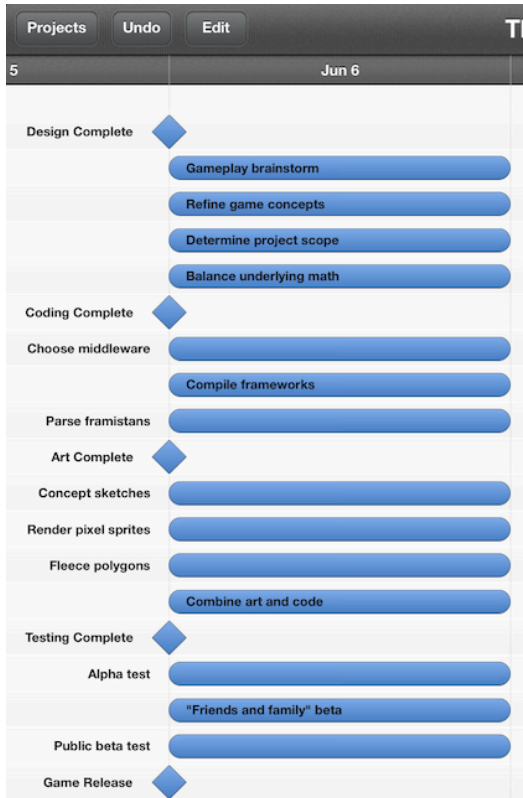 Projects Undo Edit
5 Jun 6
Design Complete
Gameplay brainstorm
Refine game concepts
Determine project scope
Balance underlying math
Coding Complete
Choose middleware
Compile frameworks
Parse framistans
Art Complete
Concept sketches
Render pixel sprites
Fleece polygons
Combine art and code
Testing Complete
Alpha test
"Friends and family" beta
Public beta test
Game Release